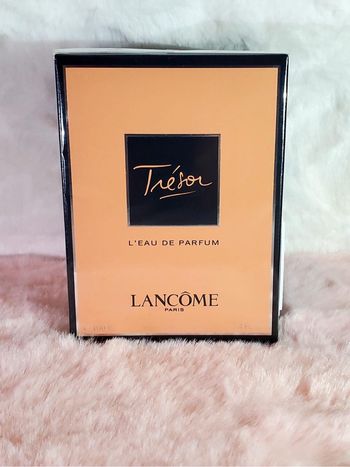 Trésor
L'EAU DE PARFUM
LANCÔME
PARIS